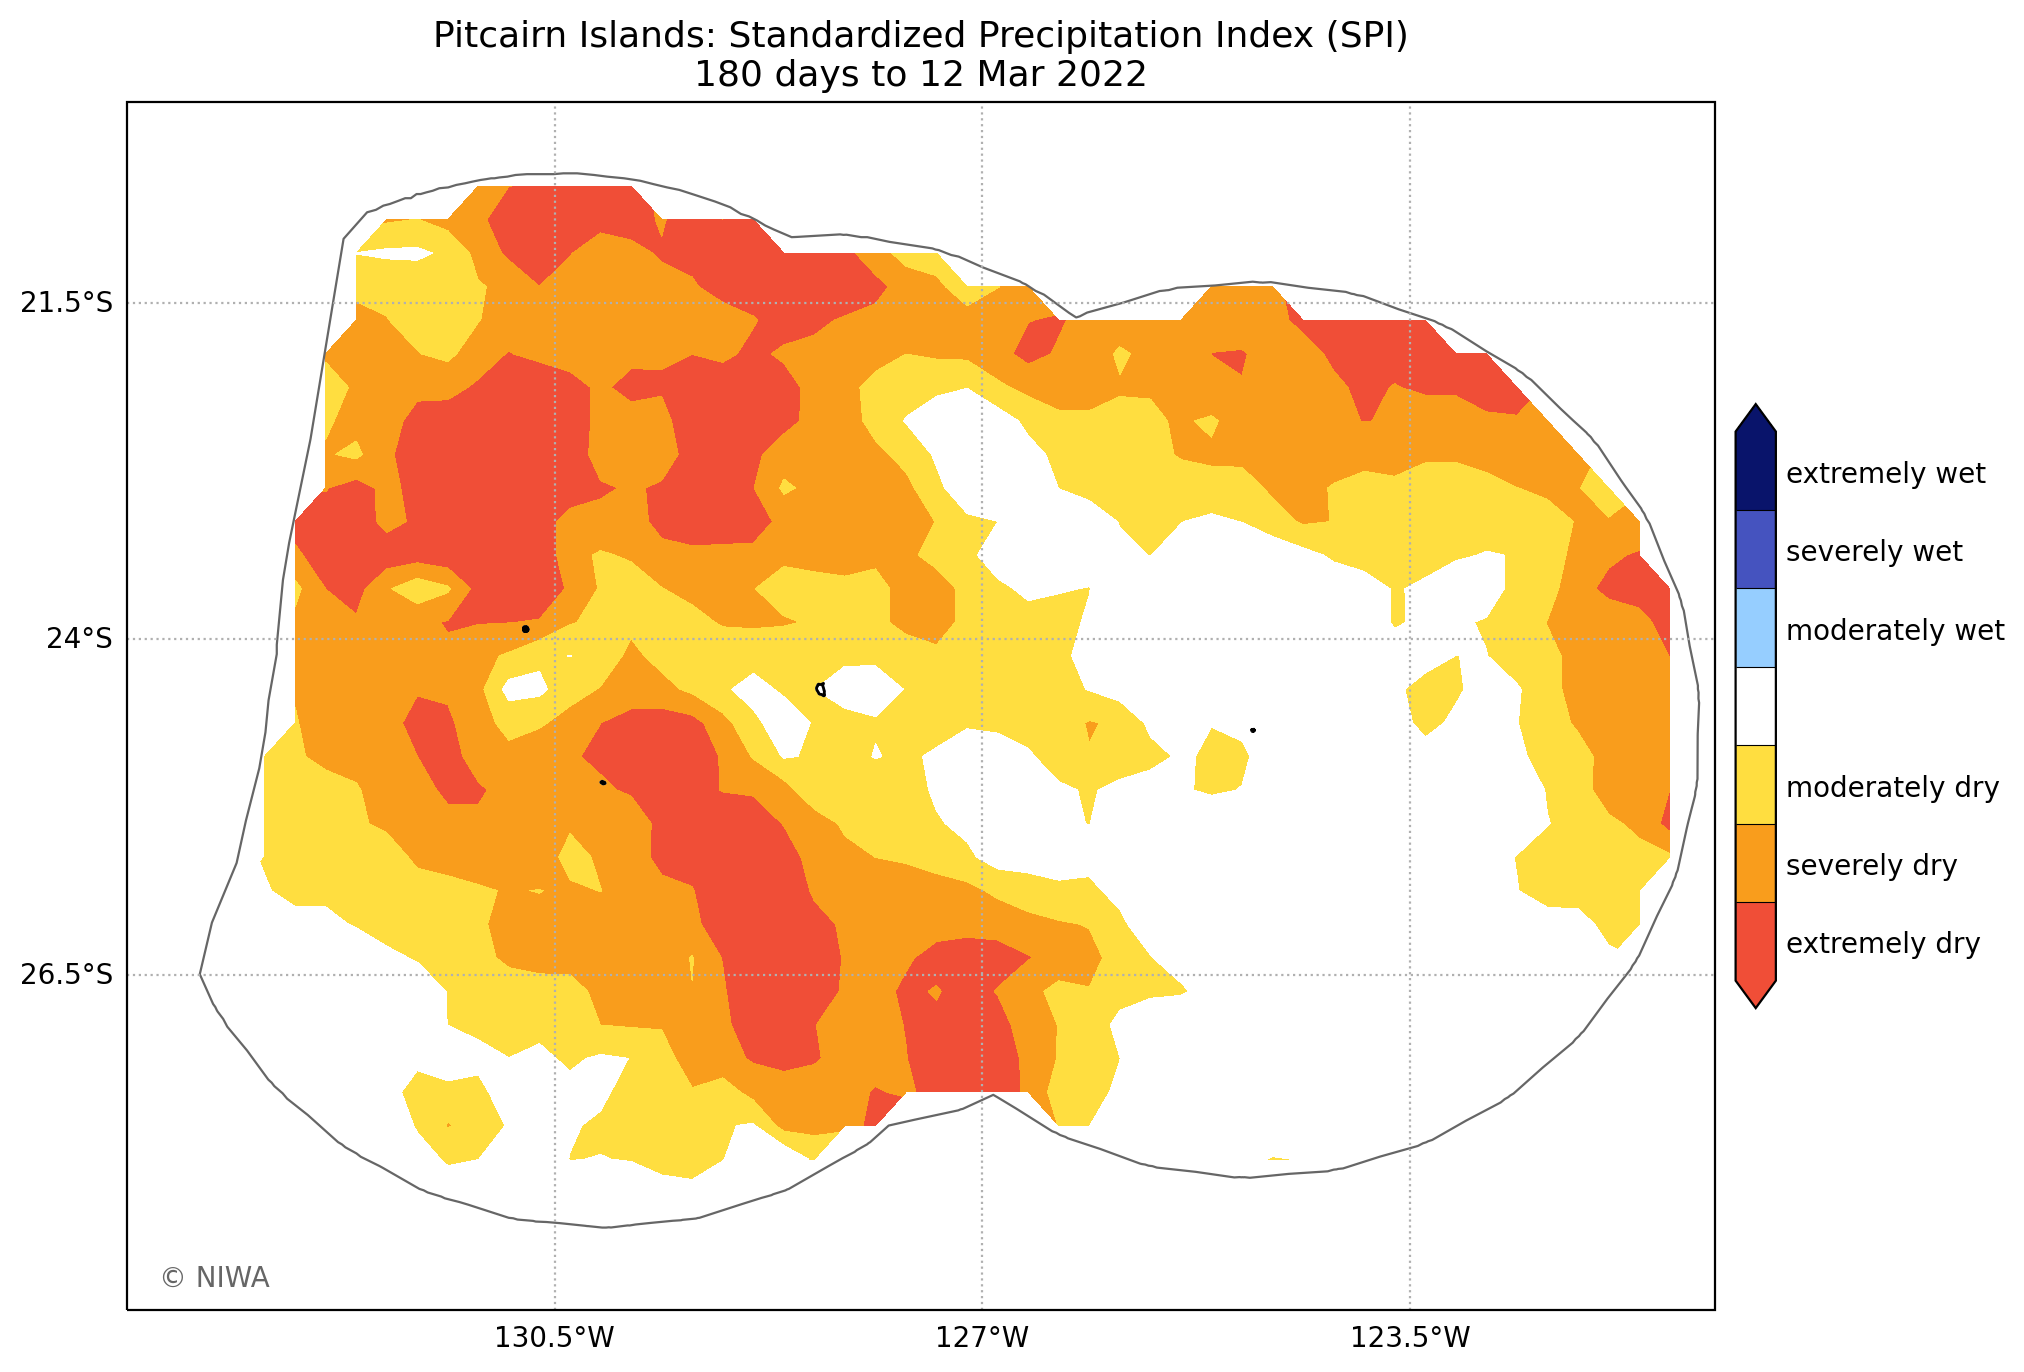 Pitcairn Islands: Standardized Precipitation Index (SPI)
180 days to 12 Mar 2022
21.5°S
24°S
26.5°S
130.5°W
127°W
123.5°W
extremely wet
severely wet
moderately wet
moderately dry
severely dry
extremely dry
© NIWA